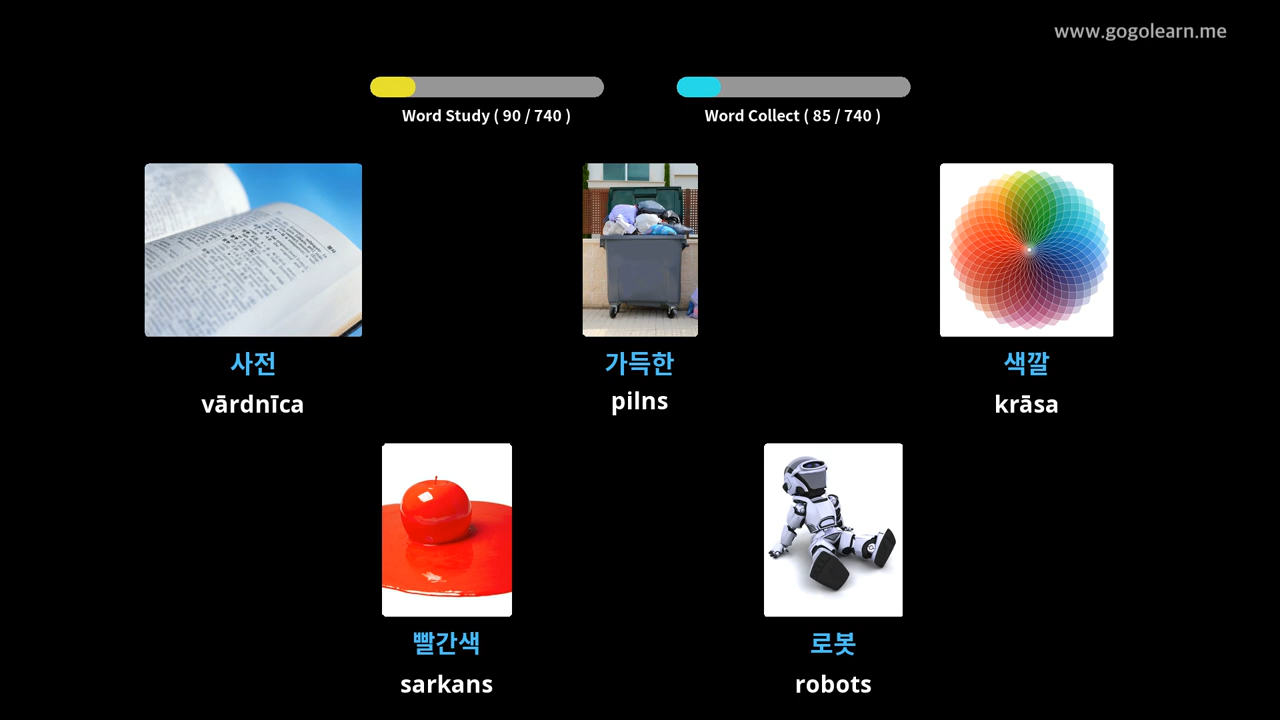 www.gogolearn.me
Word Study ( 90 / 740 )
Word Collect ( 85 / 740 )
사전
가득한
색깔
vārdnīca
pilns
krāsa
빨간색
로봇
sarkans
robots